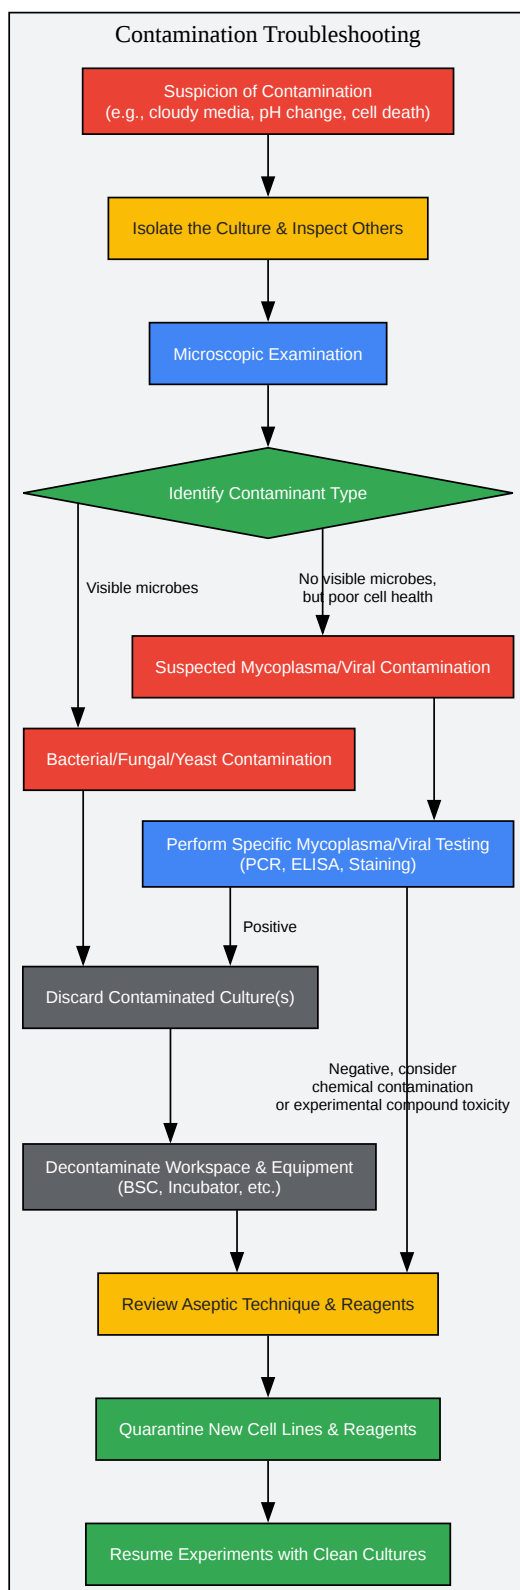 Contamination Troubleshooting
Suspicion of Contamination
(e.g., cloudy media, pH change, cell death)
Isolate the Culture & Inspect Others
Microscopic Examination
Identify Contaminant Type
Visible microbes
No visible microbes,
but poor cell health
Suspected Mycoplasma/Viral Contamination
Bacterial/Fungal/Yeast Contamination
Perform Specific Mycoplasma/Viral Testing
(PCR, ELISA, Staining)
Positive
Discard Contaminated Culture(s)
Negative, consider
chemical contamination
or experimental compound toxicity
Decontaminate Workspace & Equipment
(BSC, Incubator, etc.)
Review Aseptic Technique & Reagents
Quarantine New Cell Lines & Reagents
Resume Experiments with Clean Cultures